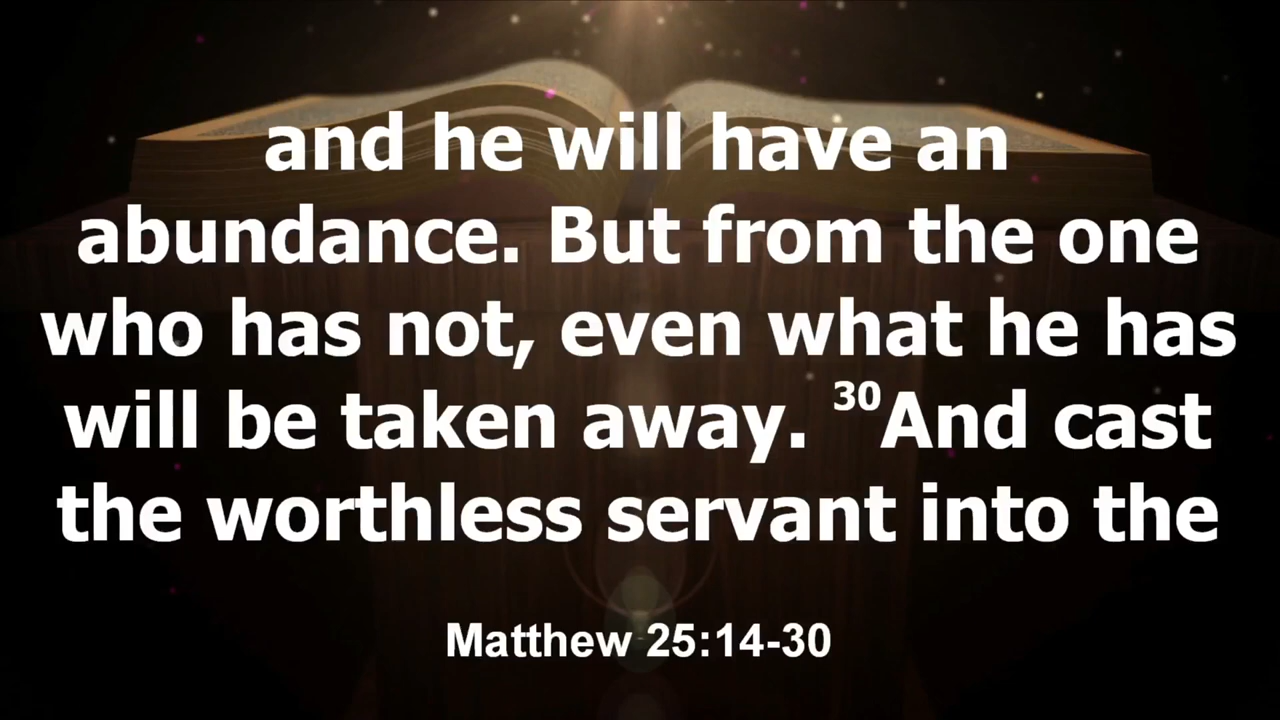 and he will have an
abundance. But from the one
who has not, even what he has
will be taken away. ³⁰And cast
the worthless servant into the
Matthew 25:14-30